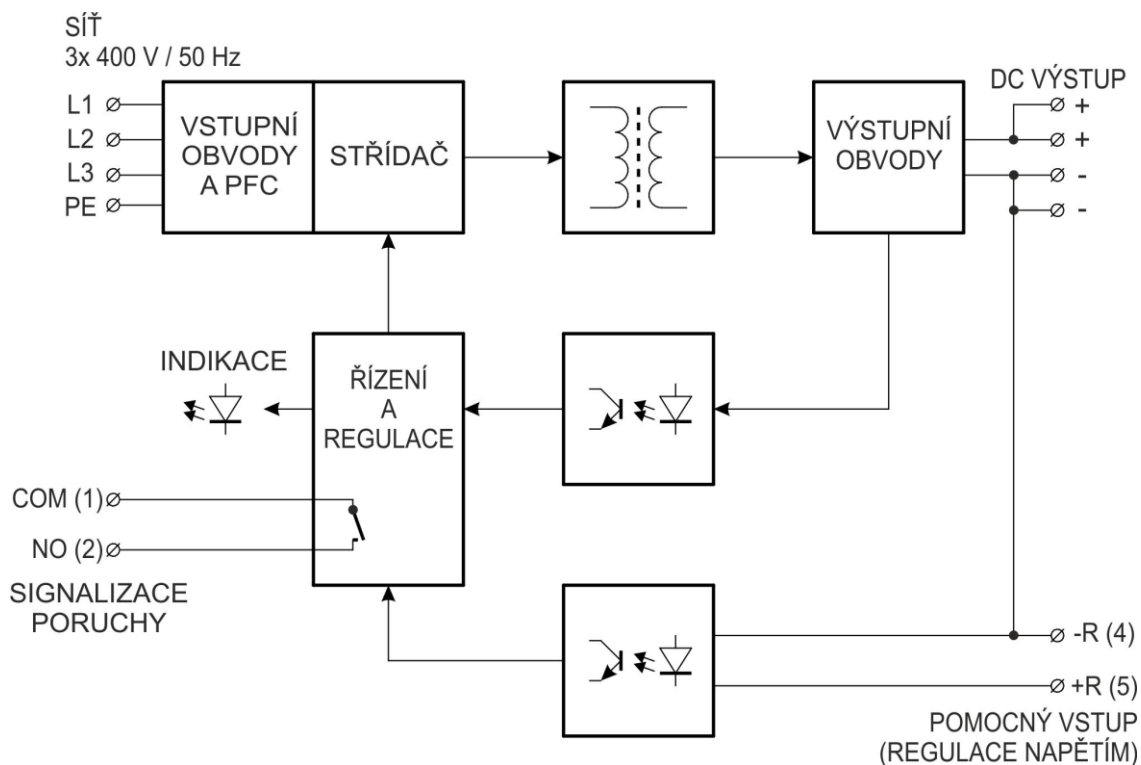 SÍŤ
3x 400 V / 50 Hz
L1
L2
L3
PE
VSTUPNÍ
OBVODY
A PFC
STŘÍDAČ
VÝSTUPNÍ
OBVODY
DC VÝSTUP
+
+
-
-
INDIKACE
ŘÍZENÍ
A
REGULACE
COM (1)
NO (2)
SIGNALIZACE
PORUCHY
-R (4)
+R (5)
POMOCNÝ VSTUP
(REGULACE NAPĚTÍM)